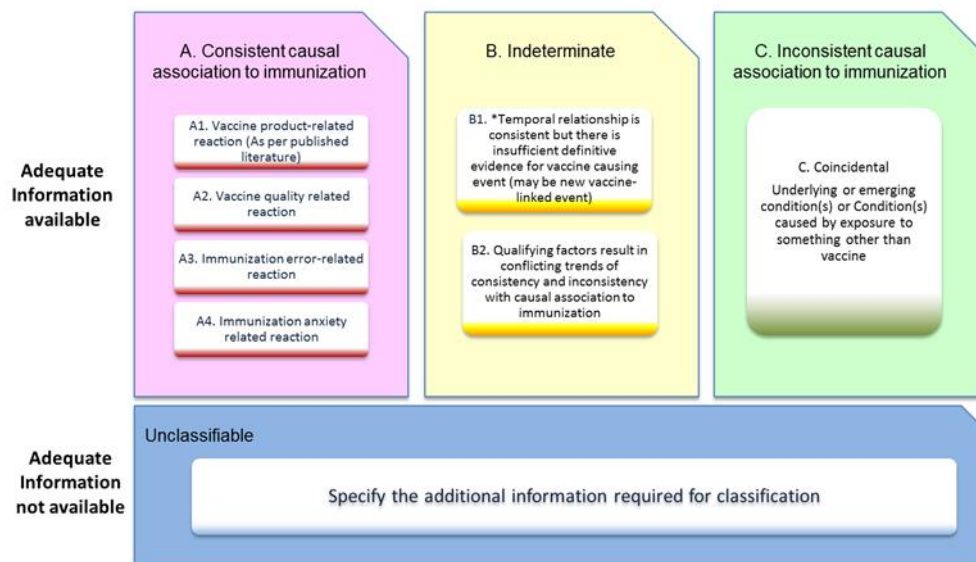 A. Consistent causal
association to immunization
A1. Vaccine product-related
reaction (As per published
literature)
A2. Vaccine quality related
reaction
A3. Immunization error-related
reaction
A4. Immunization anxiety
related reaction
B. Indeterminate
B1. *Temporal relationship is
consistent but there is
insufficient definitive
evidence for vaccine causing
event (may be new vaccine-
linked event)
B2. Qualifying factors result in
conflicting trends of
consistency and inconsistency
with causal association to
immunization
C. Inconsistent causal
association to immunization
C. Coincidental
Underlying or emerging
condition(s) or Condition(s)
caused by exposure to
something other than
vaccine
Adequate
Information
available
Adequate
Information
not available
Unclassifiable
Specify the additional information required for classification